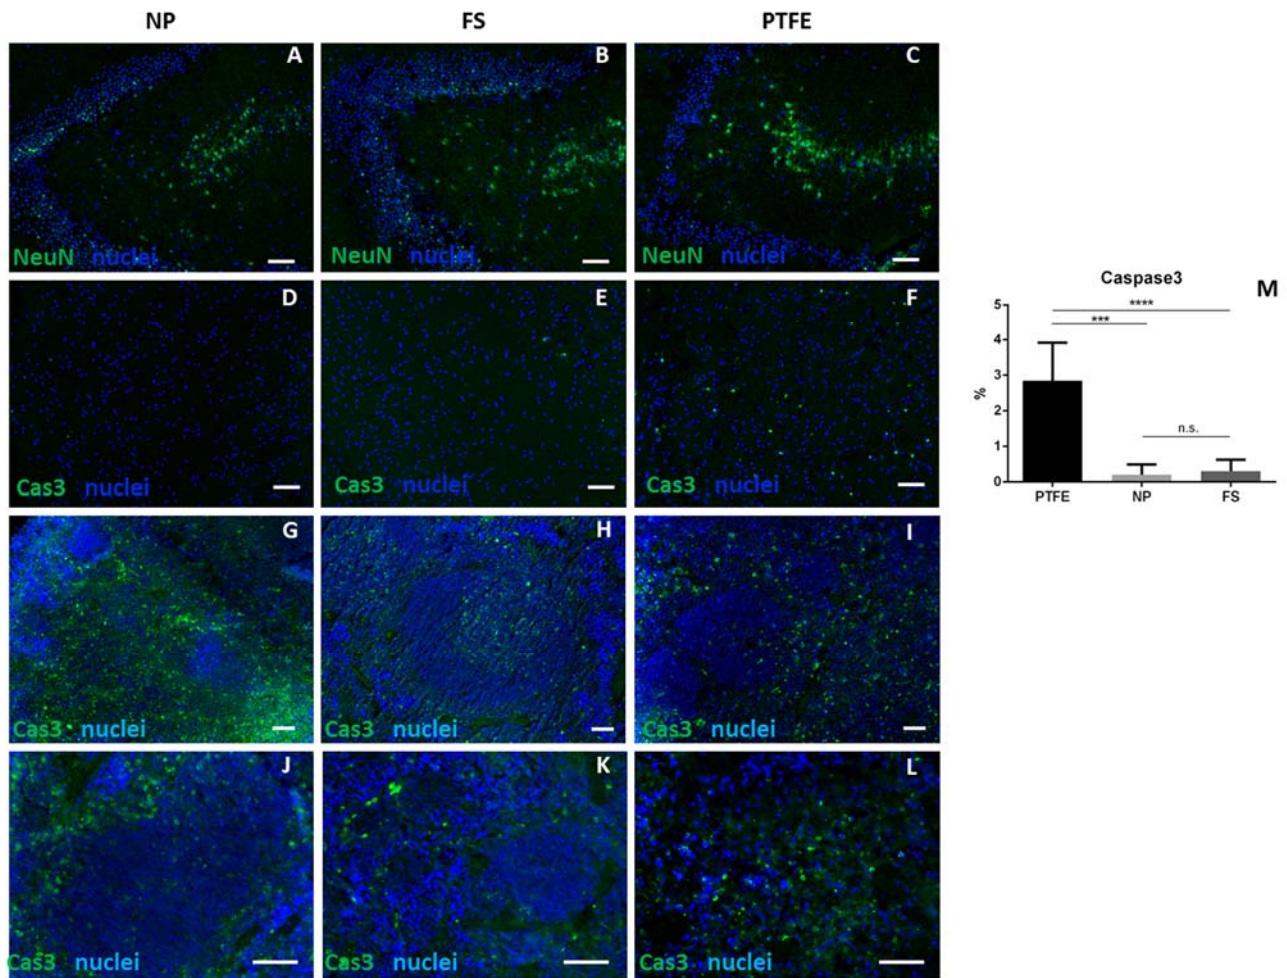 NP FS PTFE
A B C
NeuN nuclei NeuN nuclei NeuN nuclei
D E F
Cas3 nuclei Cas3 nuclei Cas3 nuclei
G H I
Cas3 nuclei Cas3 nuclei Cas3 nuclei
J K L
Cas3 nuclei Cas3 nuclei Cas3 nuclei
Caspase3 M
5
****
***
4
3
%
2
n.s.
1
0
PTFE NP FS